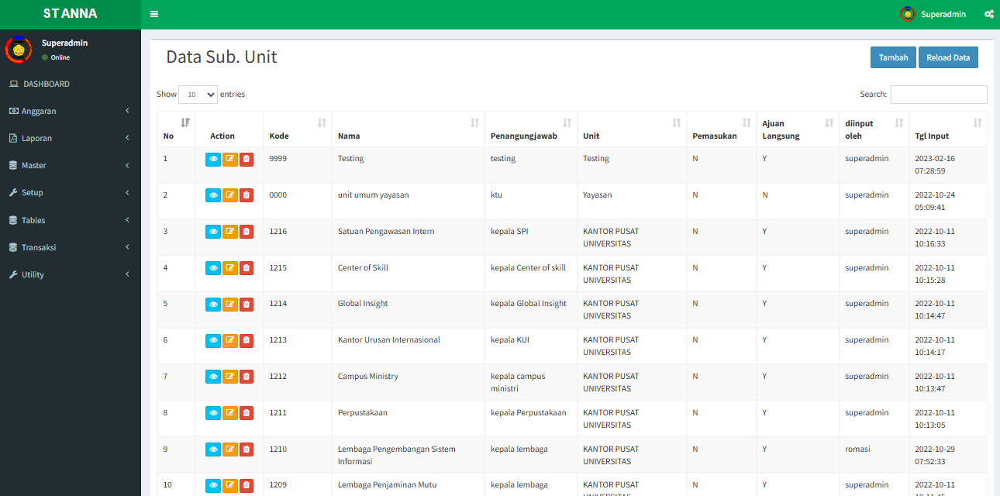 ST ANNA
Superadmin
Superadmin
Online
DASHBOARD
Anggaran
Laporan
Master
Setup
Tables
Transaksi
Utility
Data Sub. Unit
Tambah Reload Data
Show 10 entries Search:
No Action Kode Nama Penangungjawab Unit Pemasukan Ajuan Langsung diinput oleh Tgl Input
1 9999 Testing testing Testing N Y superadmin 2023-02-16
07:28:59
2 0000 unit umum yayasan ktu Yayasan N N superadmin 2022-10-24
05:09:41
3 1216 Satuan Pengawasan Intern kepala SPI KANTOR PUSAT N Y superadmin 2022-10-11
UNIVERSITAS 10:16:33
4 1215 Center of Skill kepala Center of skill KANTOR PUSAT N Y superadmin 2022-10-11
UNIVERSITAS 10:15:28
5 1214 Global Insight kepala Global Insight KANTOR PUSAT N Y superadmin 2022-10-11
UNIVERSITAS 10:14:47
6 1213 Kantor Urusan Internasional kepala KUI KANTOR PUSAT N Y superadmin 2022-10-11
UNIVERSITAS 10:14:17
7 1212 Campus Ministry kepala campus KANTOR PUSAT N Y superadmin 2022-10-11
ministri UNIVERSITAS 10:13:47
8 1211 Perpustakaan kepala Perpustakaan KANTOR PUSAT N Y superadmin 2022-10-11
UNIVERSITAS 10:13:05
9 1210 Lembaga Pengembangan Sistem kepala lembaga KANTOR PUSAT N Y romasi 2022-10-29
Informasi UNIVERSITAS 07:52:33
10 1209 Lembaga Penjaminan Mutu kepala lembaga KANTOR PUSAT N Y superadmin 2022-10-11